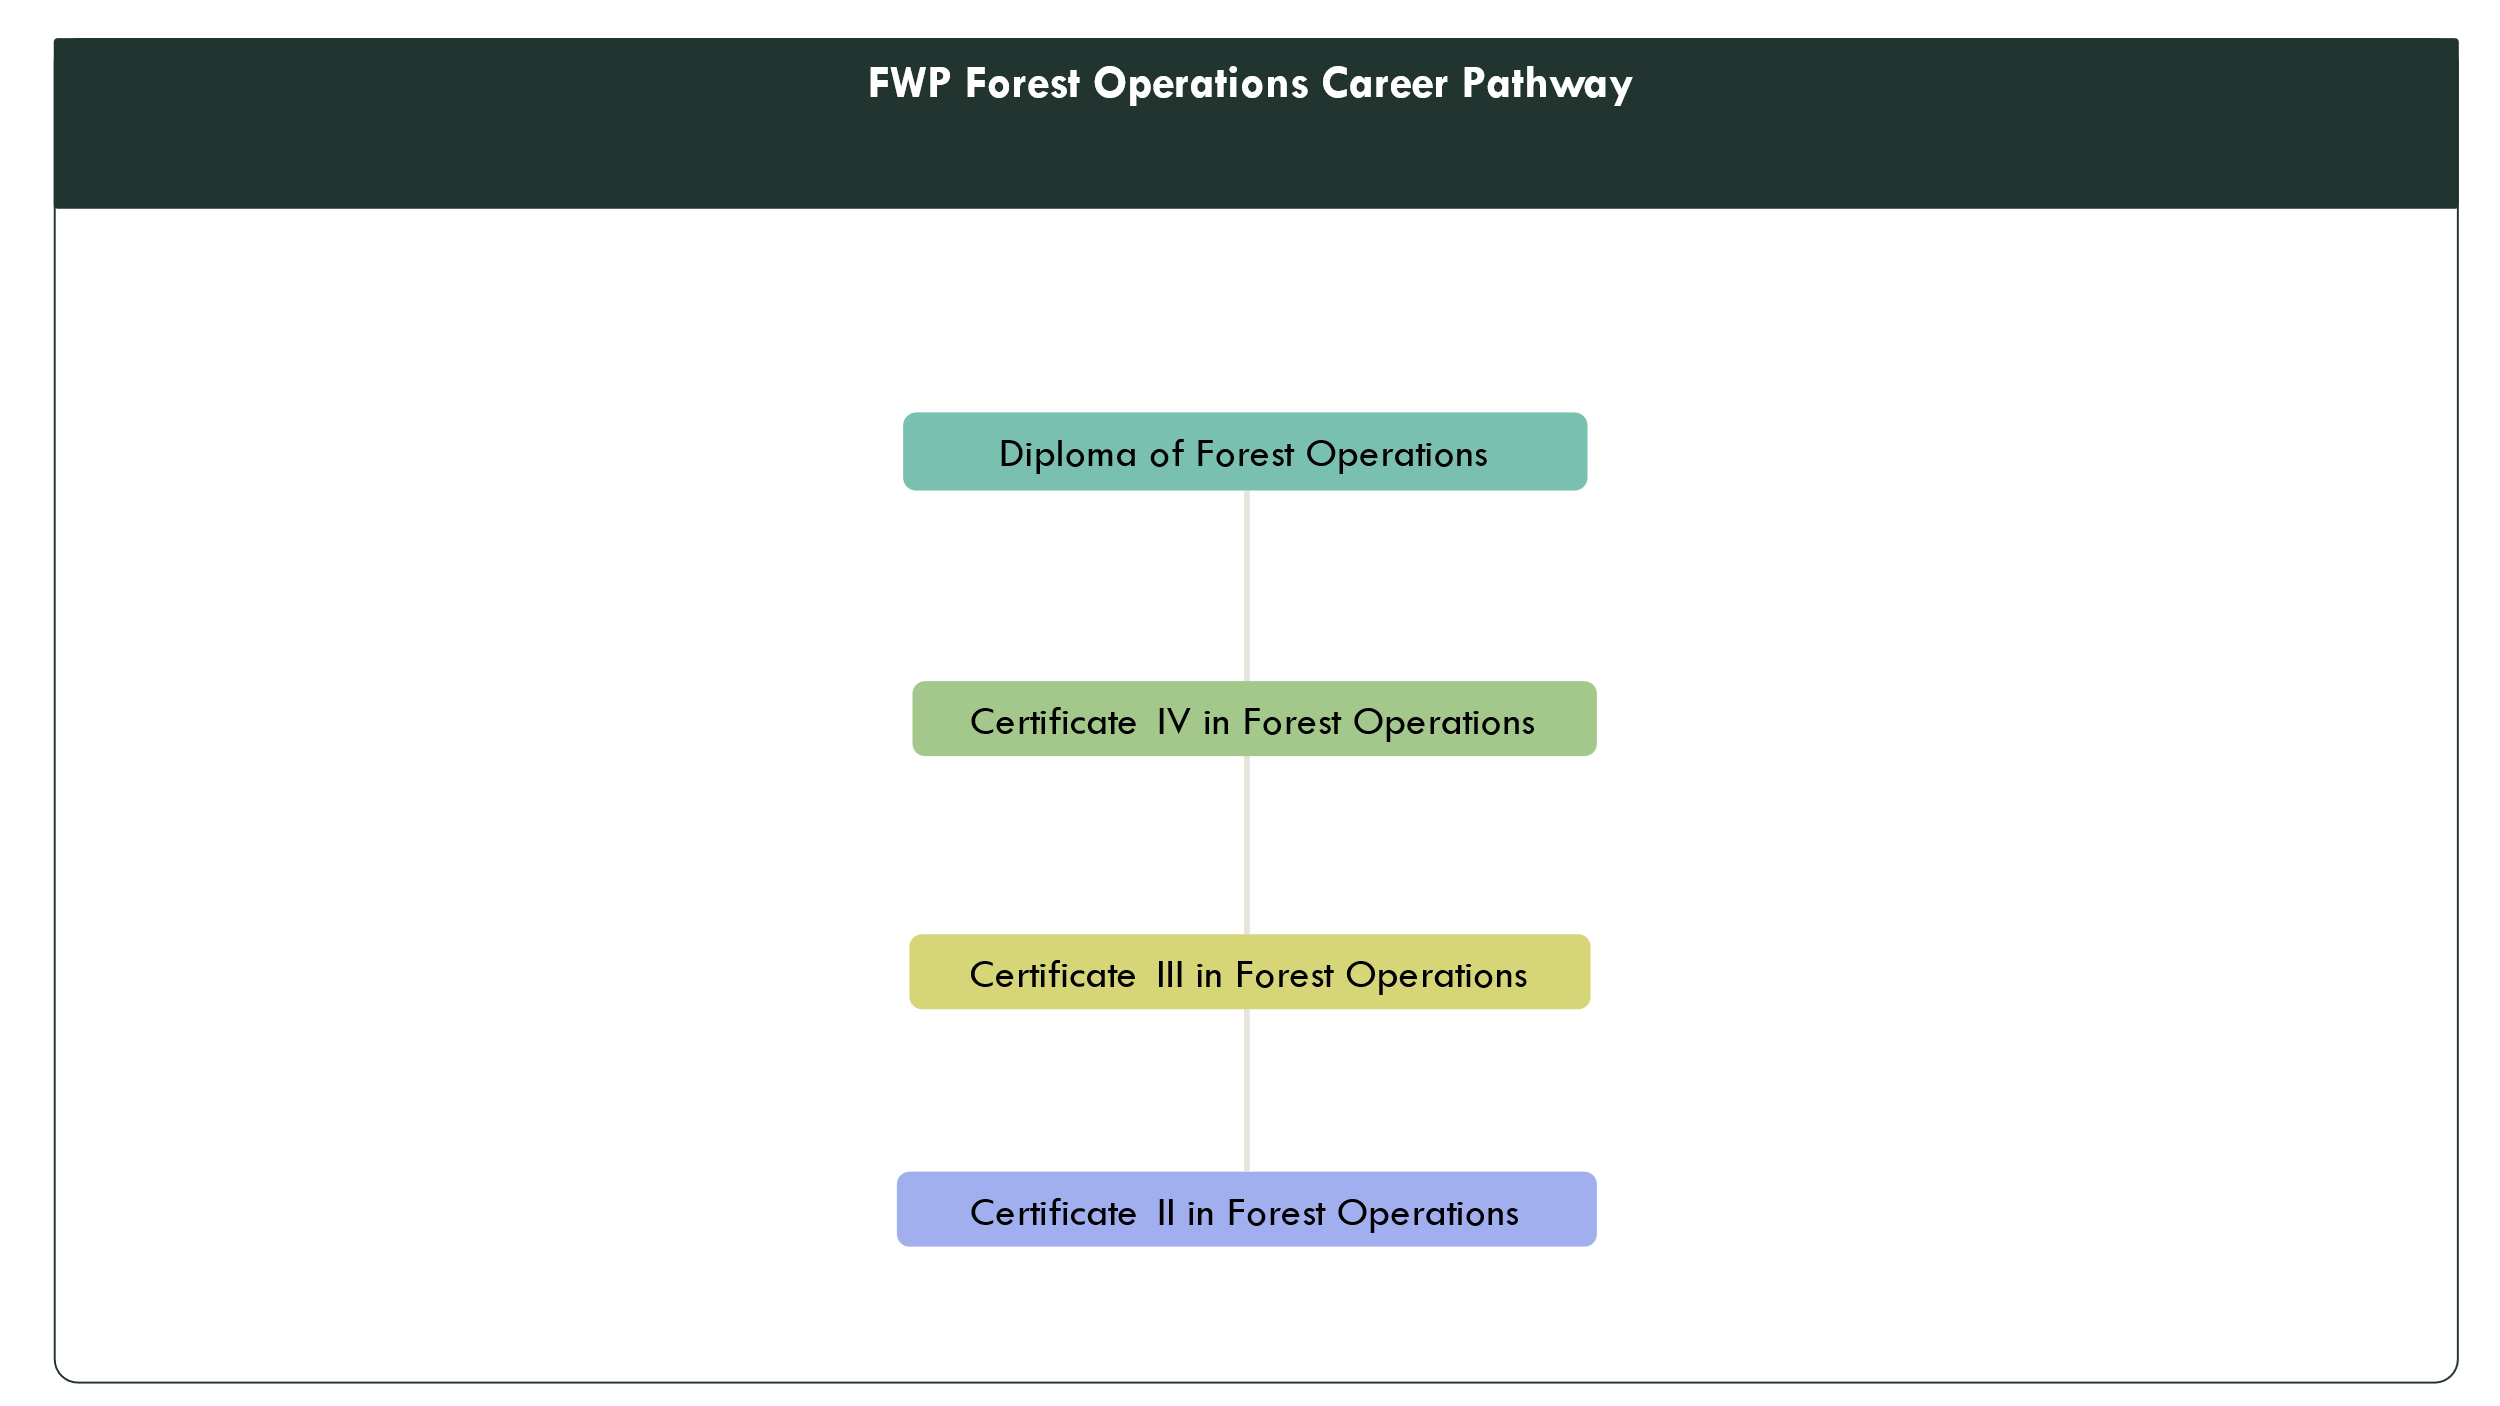 FWP Forest Operations Career Pathway
Diploma of Forest Operations
Certificate IV in Forest Operations
Certificate III in Forest Operations
Certificate II in Forest Operations